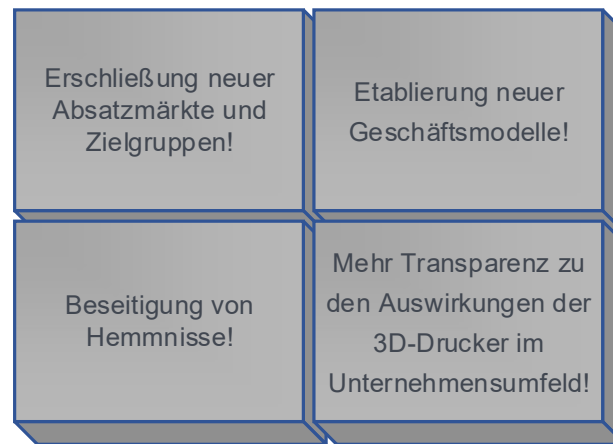 Erschließung neuer
Absatzmärkte und
Zielgruppen!
Etablierung neuer
Geschäftsmodelle!
Beseitigung von
Hemmnisse!
Mehr Transparenz zu
den Auswirkungen der
3D-Drucker im
Unternehmensumfeld!